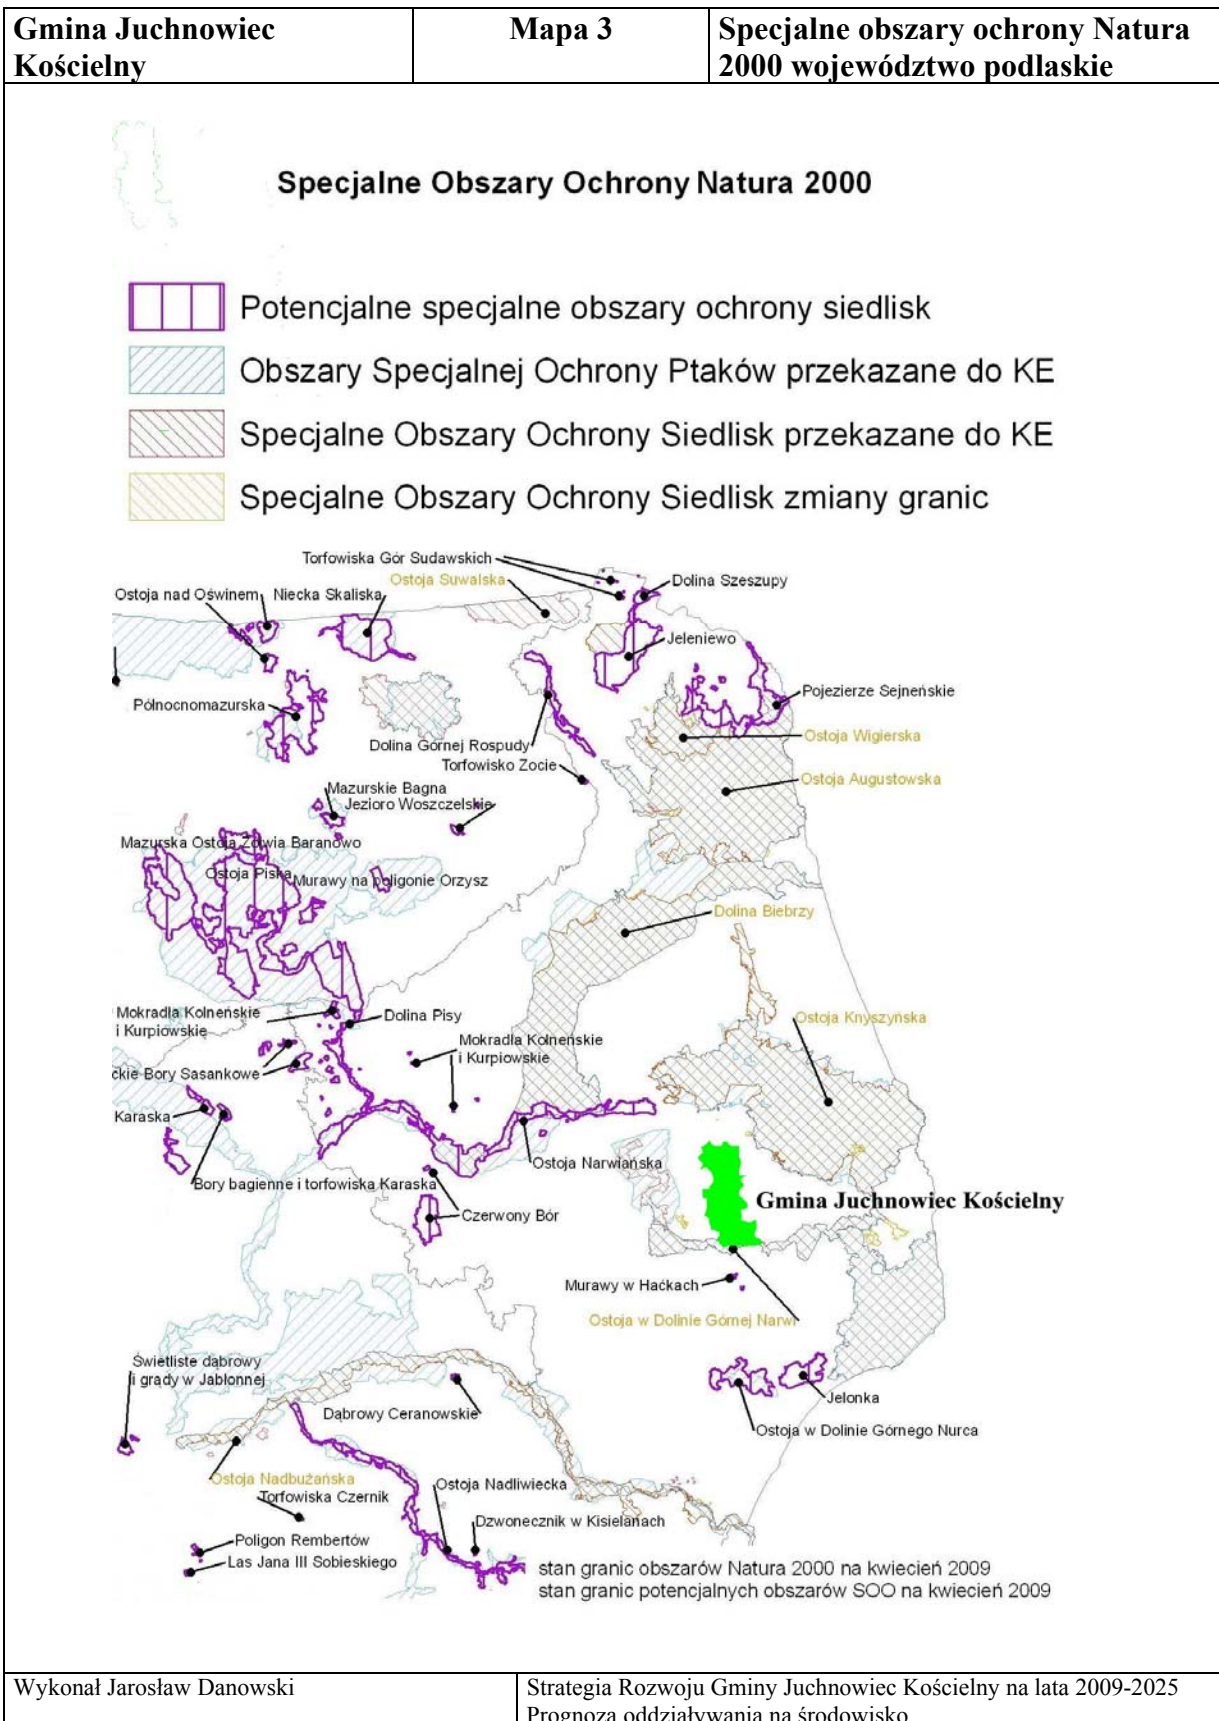 Gmina Juchnowiec
Kościelny
Mapa 3
Specjalne obszary ochrony Natura
2000 województwo podlaskie
Specjalne Obszary Ochrony Natura 2000
Potencjalne specjalne obszary ochrony siedlisk
Obszary Specjalnej Ochrony Ptaków przekazane do KE
Specjalne Obszary Ochrony Siedlisk przekazane do KE
Specjalne Obszary Ochrony Siedlisk zmiany granic
Torfowiska Gór Sudawskich
Ostoja Suwalska
Dolina Szeszupy
Ostoja nad Oświnem
Niecka Skaliska
Jeleniewo
Pojezierze Sejneńskie
Północnomazurska
Ostoja Wigierska
Dolina Górnej Rospudy
Torfowisko Zocie
Ostoja Augustowska
Mazurskie Bagna
Jezioro Woszczelskie
Mazurska Ostoja Żółwia Baranowo
Ostoja Piska
Murawy na poligonie Orzysz
Dolina Biebrzy
Mokradła Kolneńskie
i Kurpiowskie
Dolina Pisy
Ostoja Knyszyńska
Mokradła Kolneńskie
i Kurpiowskie
ckie Bory Sasankowe
Karaska
Ostoja Narwiańska
Bory bagienne i torfowiska Karaska
Gmina Juchnowiec Kościelny
Czerwony Bór
Murawy w Haćkach
Ostoja w Dolinie Górnej Narwi
Świetliste dąbrowy
i grądy w Jabłonnej
Jelonka
Dąbrowy Ceranowskie
Ostoja w Dolinie Górnego Nurca
Ostoja Nadbużańska
Ostoja Nadliwiecka
Torfowiska Czernik
Dzwonecznik w Kisielanach
Poligon Rembertów
Las Jana III Sobieskiego
stan granic obszarów Natura 2000 na kwiecień 2009
stan granic potencjalnych obszarów SOO na kwiecień 2009
Wykonał Jarosław Danowski
Strategia Rozwoju Gminy Juchnowiec Kościelny na lata 2009-2025
Prognoza oddziaływania na środowisko